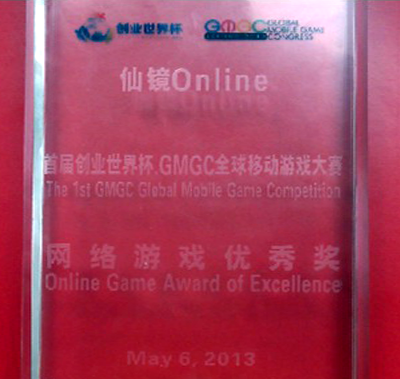 创业世界杯 GMGC GLOBAL MOBILE GAME CONGRESS
仙镜Online
首届创业世界杯.GMGC全球移动游戏大赛
The 1st GMGC Global Mobile Game Competition
网络游戏优秀奖
Online Game Award of Excellence
May 6, 2013